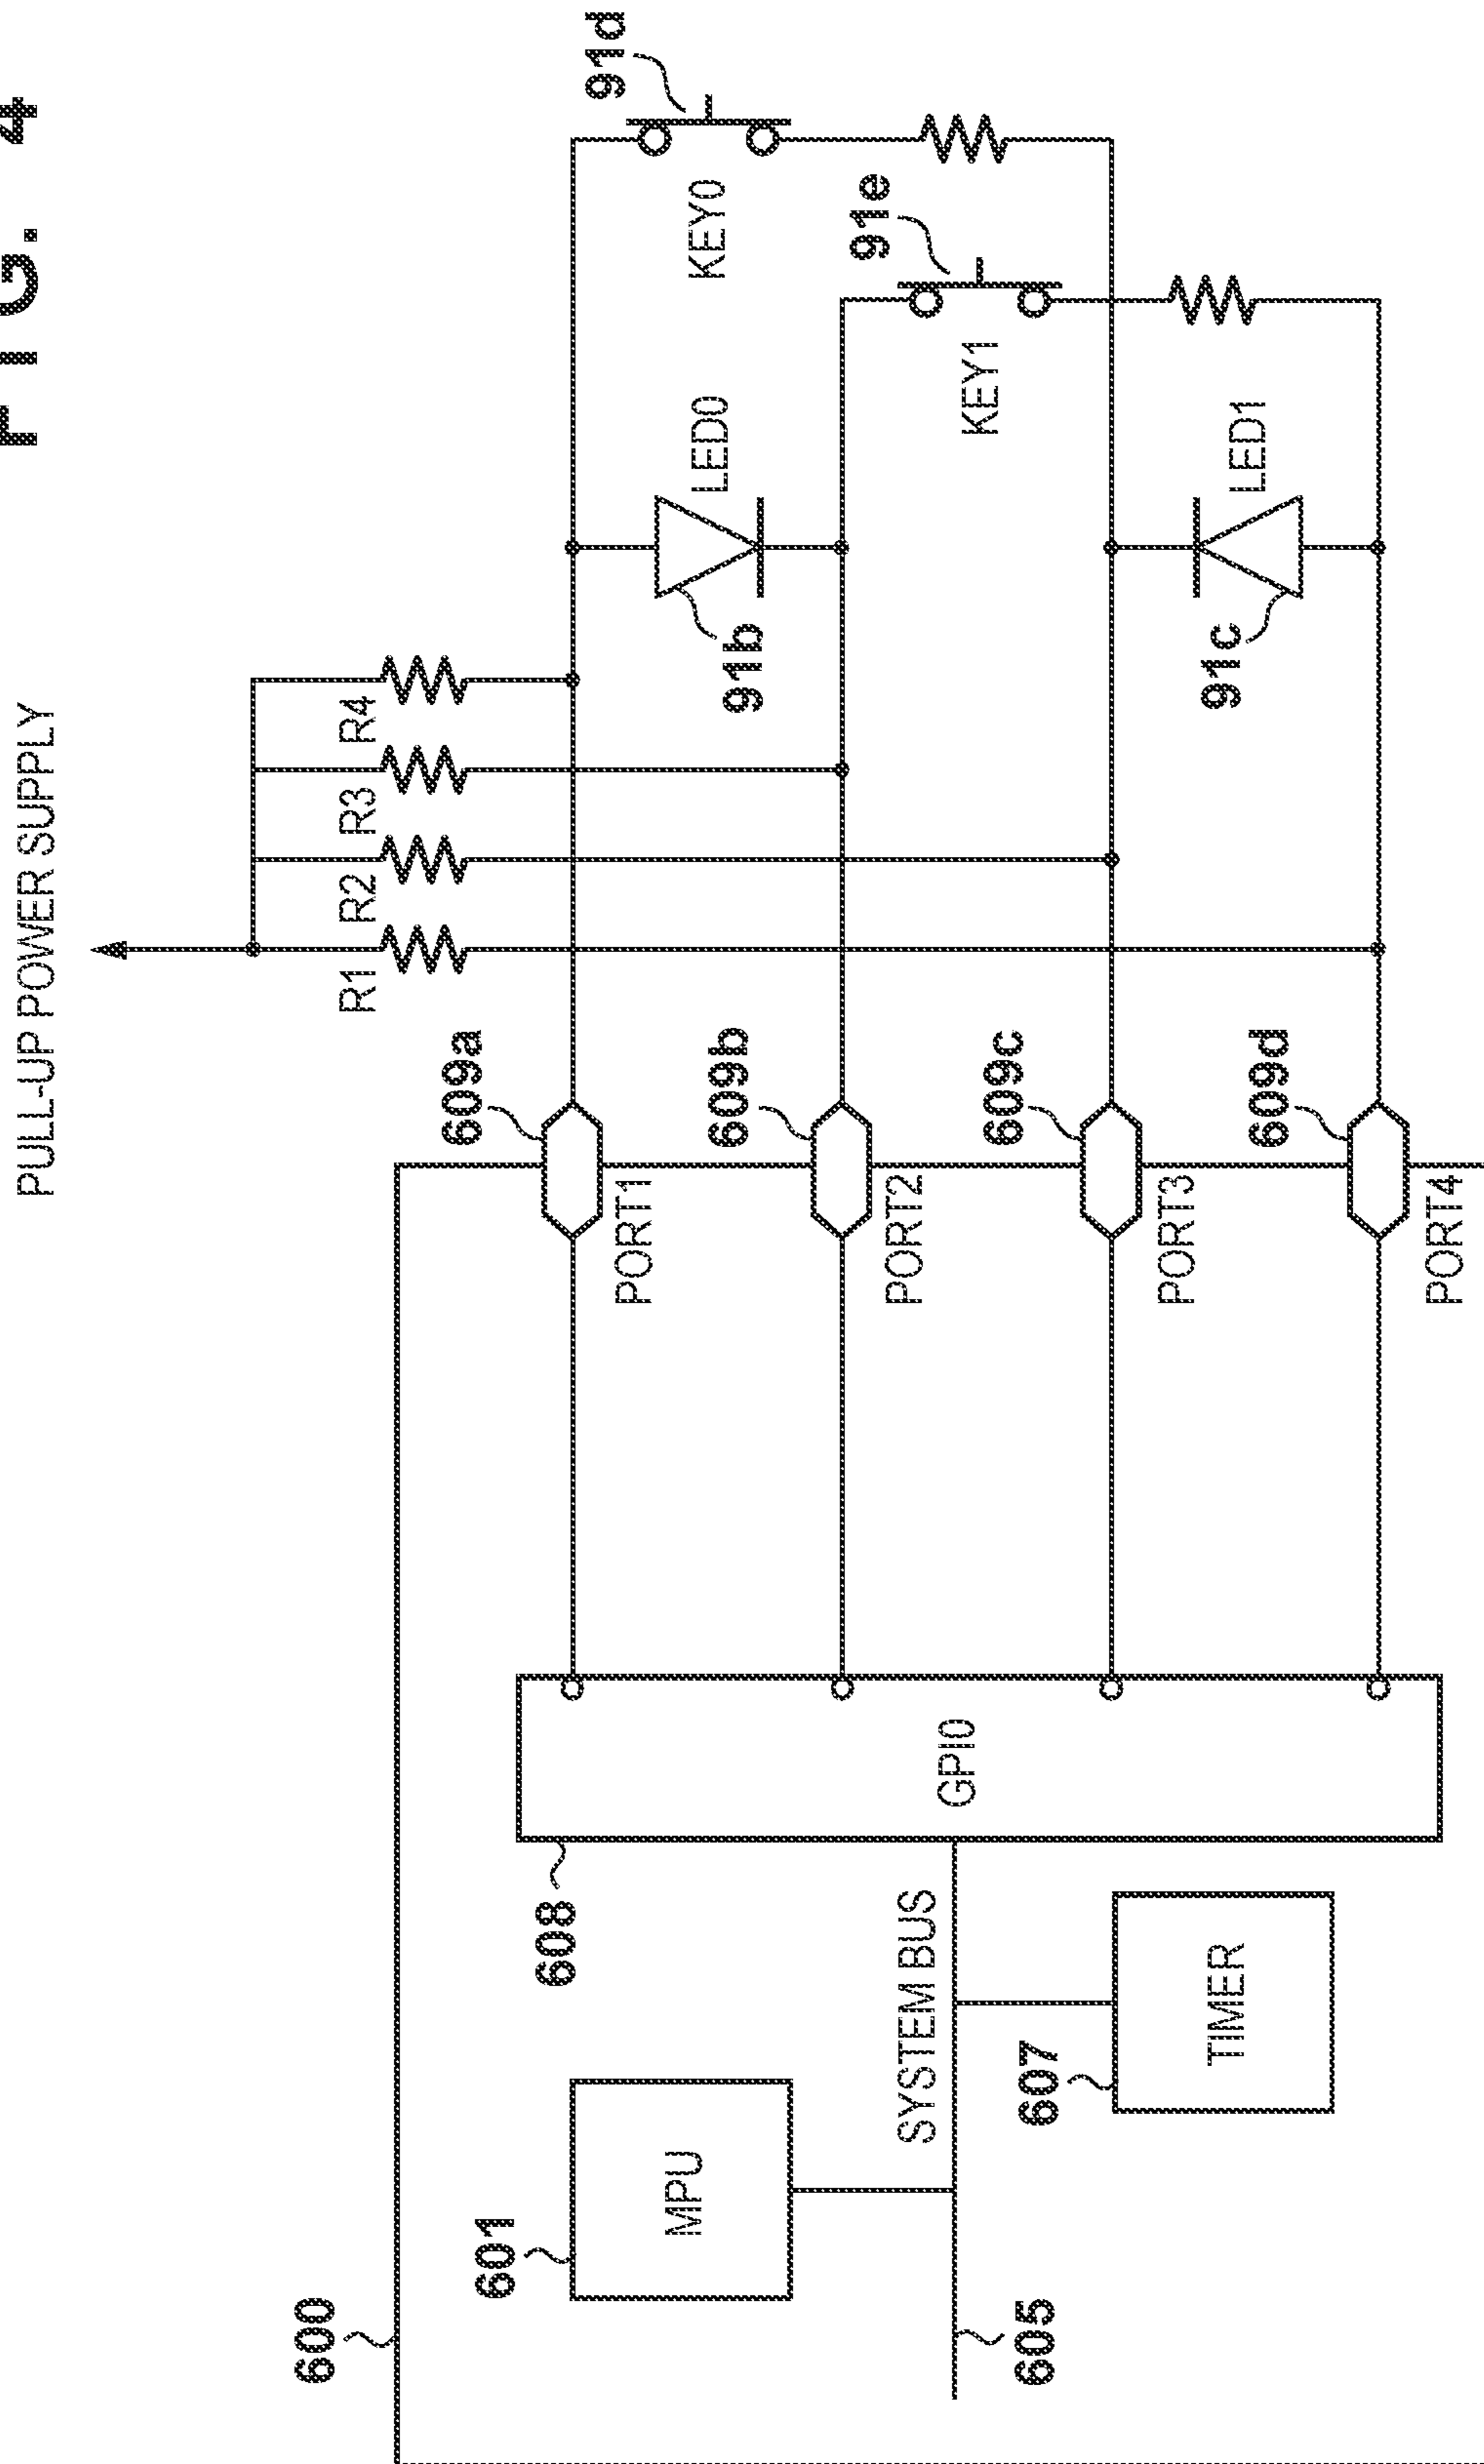 FIG. 4
PULL-UP POWER SUPPLY
R1
R2
R3
R4
600
601
MPU
608
GPIO
SYSTEM BUS
605
607
TIMER
609a
PORT1
609b
PORT2
609c
PORT3
609d
PORT4
91b
LED0
91c
LED1
KEY0
91d
KEY1
91e